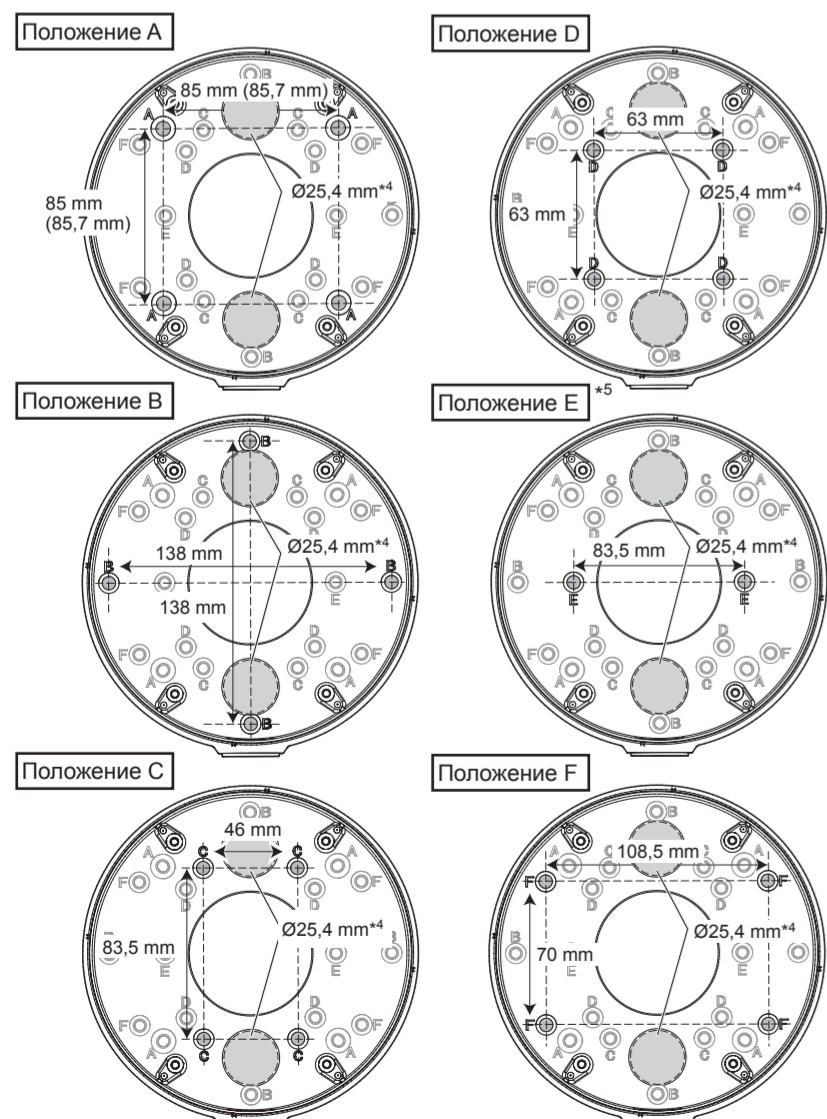 Положение A
B
85 mm (85,7 mm)
A C C A
F D D F
Ø25,4 mm*4
85 mm
(85,7 mm)
E E
F D D F
A C C A
B
Положение B
B
A C C A
F D D F
Ø25,4 mm*4
138 mm
B B
E
138 mm
F D D F
A C C A
B
Положение C
B
46 mm
A C C A
F D D F
Ø25,4 mm*4
83,5 mm
B E E B
F D D F
A C C A
B
Положение D
B
A C C A
63 mm
F D D F
Ø25,4 mm*4
B
63 mm
E E
F D D F
A C C A
B
Положение E *5
B
A C C A
F D D F
Ø25,4 mm*4
83,5 mm
B B
E E
F D D F
A C C A
B
Положение F
B
108,5 mm
A A
F F
D D
Ø25,4 mm*4
B
70 mm
E E
F D D F
A C C A
B